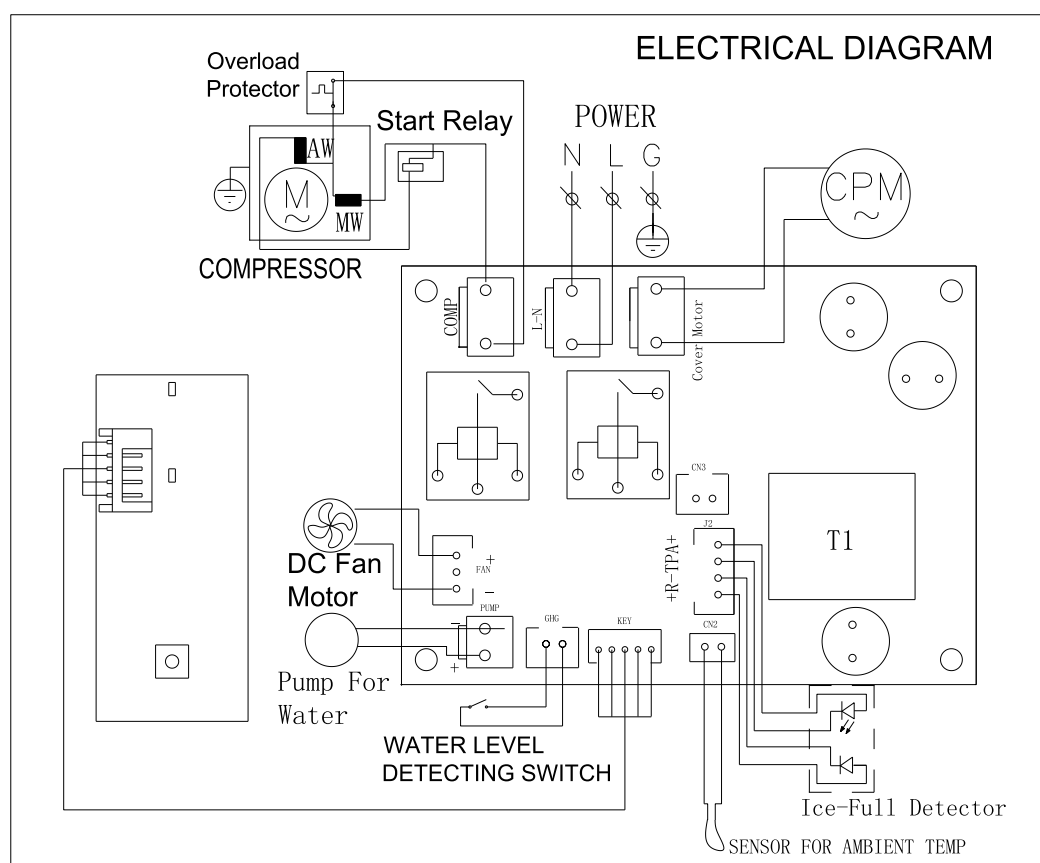 ELECTRICAL DIAGRAM
Overload
Protector
Start Relay
POWER
N L G
AW
M
~
MW
CPM
~
COMPRESSOR
COMP
L-N
Cover Motor
CN3
J2
T1
+R-TPA+
DC Fan
Motor
+
FAN
-
PUMP
-
+
GHG
KEY
CN2
Pump For
Water
WATER LEVEL
DETECTING SWITCH
Ice-Full Detector
SENSOR FOR AMBIENT TEMP